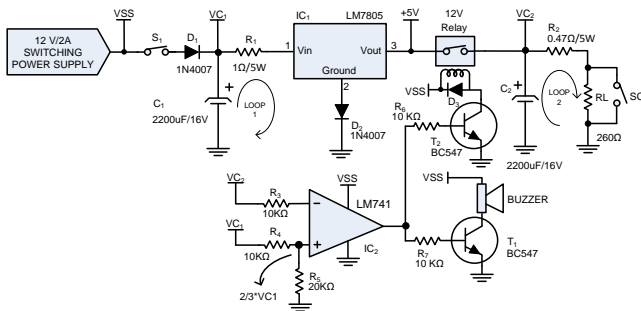 12 V/2A
SWITCHING
POWER SUPPLY
VSS
S1
D1
1N4007
VC1
C1
2200uF/16V
LOOP
1
R1
1Ω/5W
IC1
LM7805
1
Vin
Vout
3
Ground
2
D2
1N4007
+5V
12V
Relay
VSS
D3
R6
10 KΩ
T2
BC547
VC2
C2
2200uF/16V
LOOP
2
R2
0.47Ω/5W
RL
260Ω
SC
VC2
R3
10KΩ
VC1
R4
10KΩ
2/3*VC1
R5
20KΩ
VSS
LM741
IC2
R7
10 KΩ
VSS
BUZZER
T1
BC547